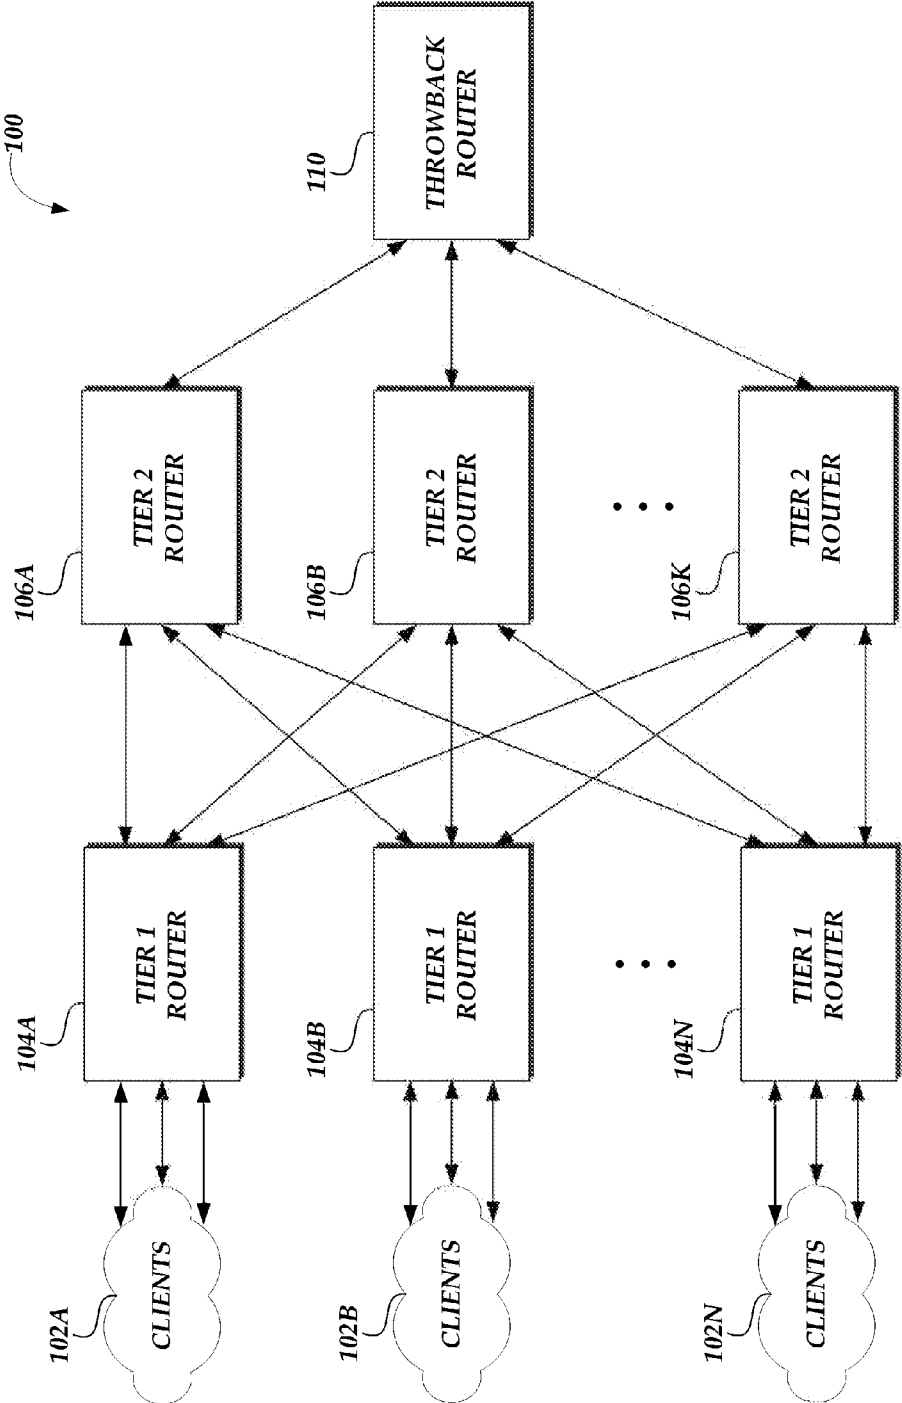 100
102A
CLIENTS
104A
TIER 1
ROUTER
106A
TIER 2
ROUTER
102B
CLIENTS
104B
TIER 1
ROUTER
106B
TIER 2
ROUTER
110
THROWBACK
ROUTER
102N
CLIENTS
104N
TIER 1
ROUTER
106K
TIER 2
ROUTER